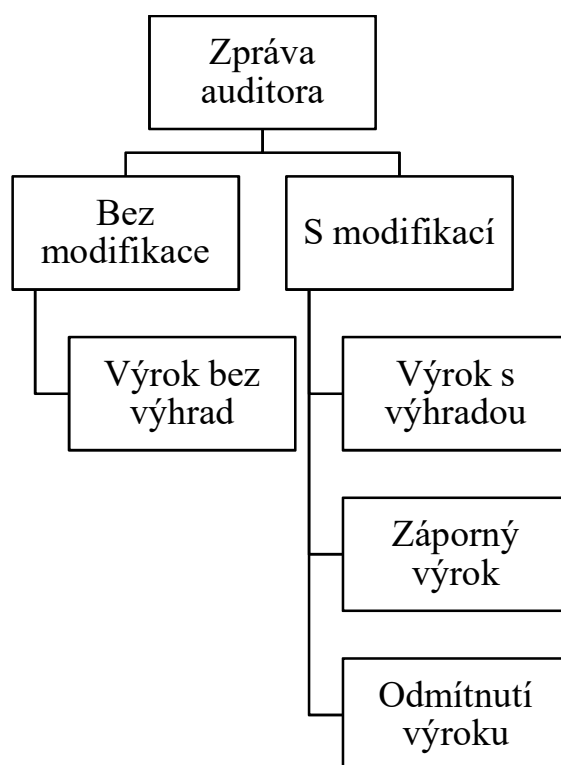 Zpráva
auditora
Bez
modifikace
S modifikací
Výrok bez
výhrad
Výrok s
výhradou
Záporný
výrok
Odmítnutí
výroku